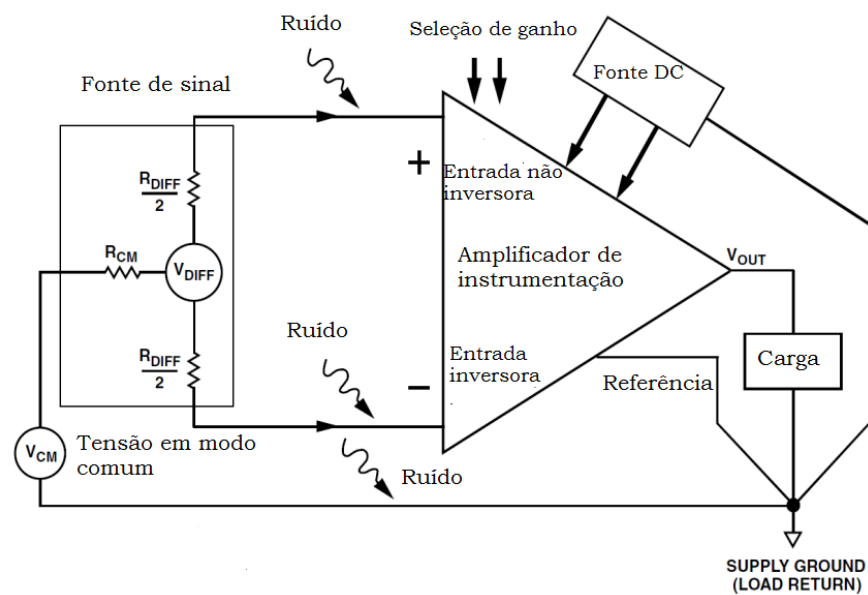 Ruído
Seleção de ganho
Fonte DC
Fonte de sinal
+
Entrada não
inversora
R_DIFF
2
R_CM
V_DIFF
Amplificador de
instrumentação
V_OUT
R_DIFF
2
Ruído
Entrada
inversora
Referência
Carga
−
V_CM
Tensão em modo
comum
Ruído
SUPPLY GROUND
(LOAD RETURN)